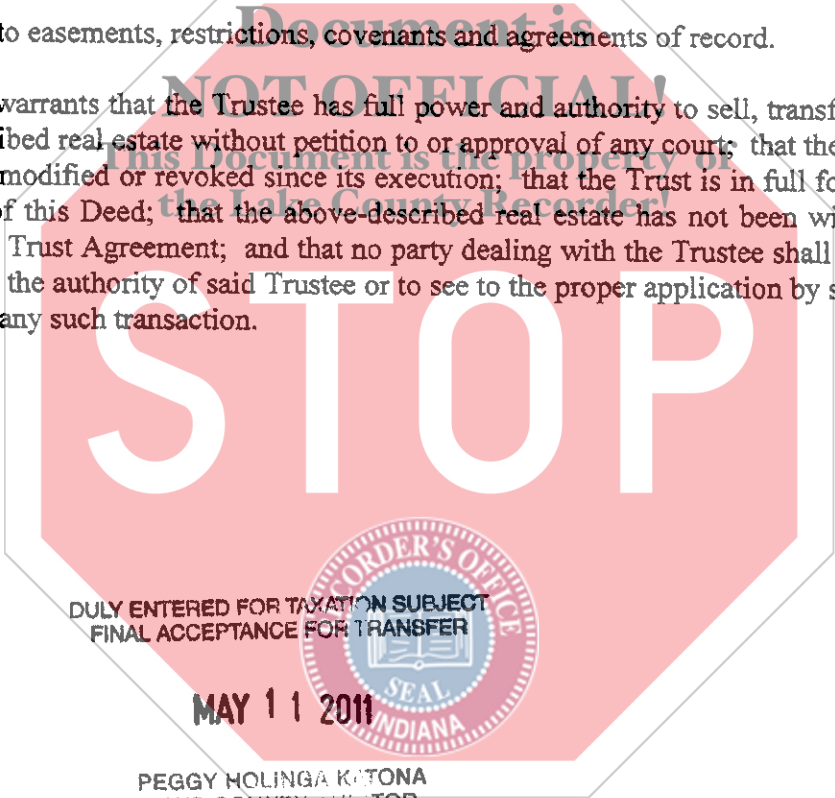 to easements, restrictions, covenants and agreements of record.
Document is
NOT OFFICIAL!
This Document is the property of
the Lake County Recorder!
warrants that the Trustee has full power and authority to sell, transf
ibed real estate without petition to or approval of any court; that the
modified or revoked since its execution; that the Trust is in full fo
f this Deed; that the above-described real estate has not been wi
Trust Agreement; and that no party dealing with the Trustee shall
the authority of said Trustee or to see to the proper application by s
any such transaction.
STOP
DULY ENTERED FOR TAXATION SUBJECT
FINAL ACCEPTANCE FOR TRANSFER
MAY 11 2011
RECORDER'S OFFICE
SEAL
INDIANA
PEGGY HOLINGA KATONA